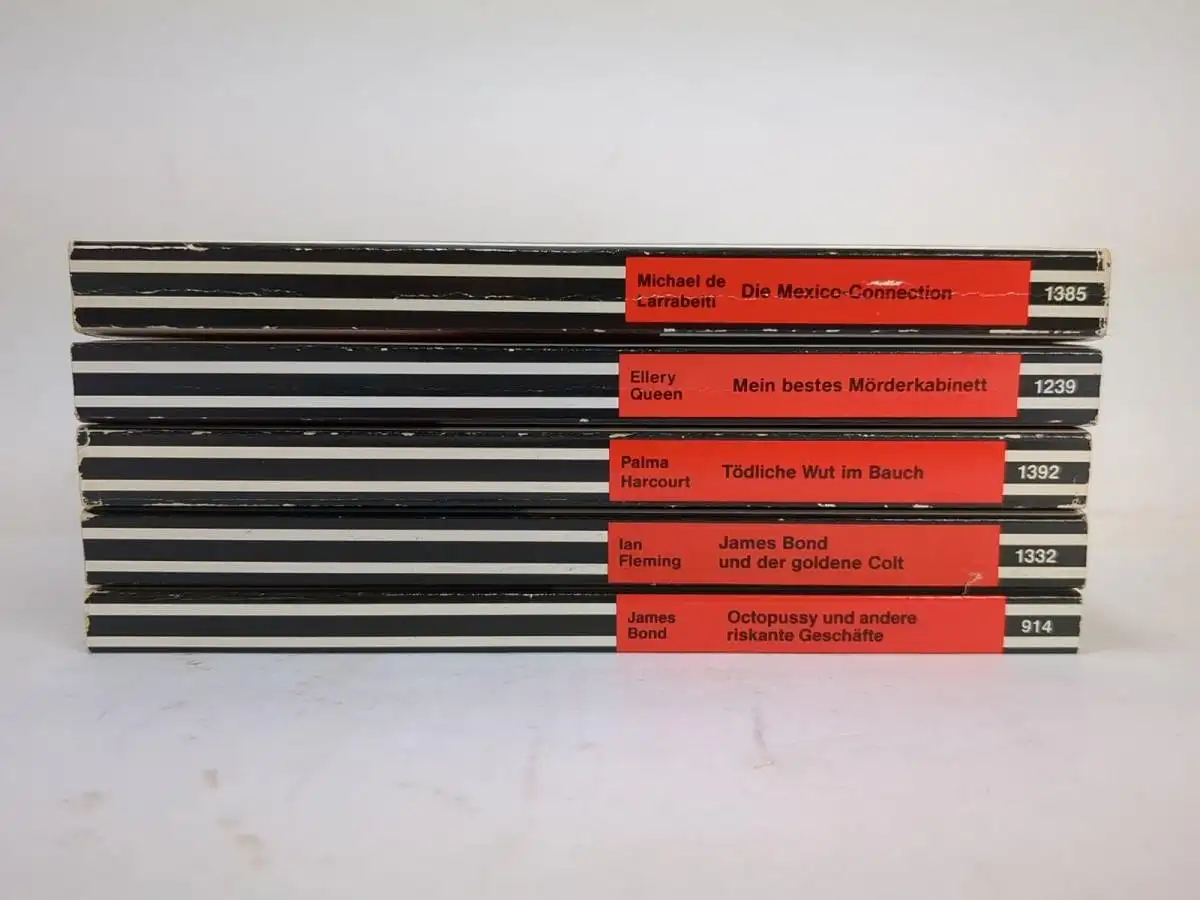 Michael de
Larrabeiti
Die Mexico-Connection
1385
Ellery
Queen
Mein bestes Mörderkabinett
1239
Palma
Harcourt
Tödliche Wut im Bauch
1392
Ian
Fleming
James Bond
und der goldene Colt
1332
James
Bond
Octopussy und andere
riskante Geschäfte
914